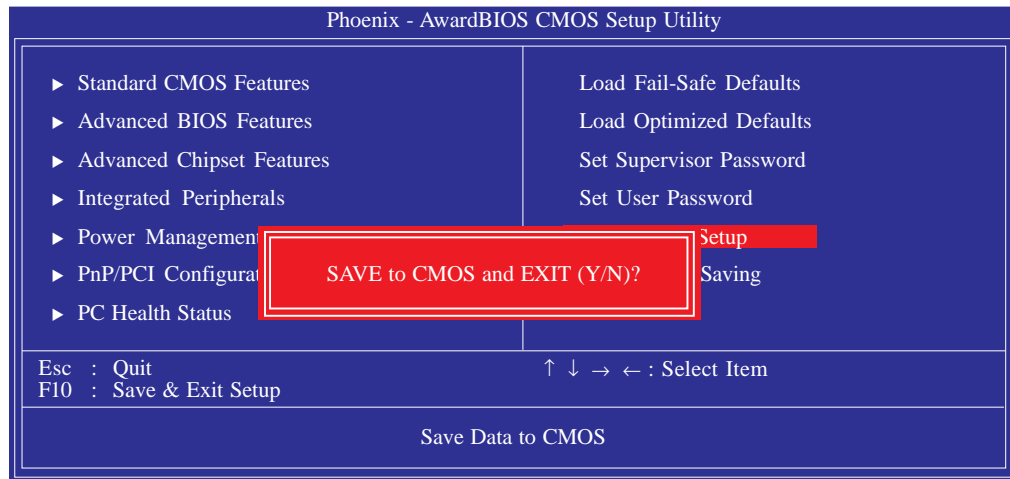 Phoenix - AwardBIOS CMOS Setup Utility
▶ Standard CMOS Features
▶ Advanced BIOS Features
▶ Advanced Chipset Features
▶ Integrated Peripherals
▶ Power Managemen
▶ PnP/PCI Configurat
▶ PC Health Status
Load Fail-Safe Defaults
Load Optimized Defaults
Set Supervisor Password
Set User Password
Setup
Saving
SAVE to CMOS and EXIT (Y/N)?
Esc : Quit
F10 : Save & Exit Setup
↑ ↓ → ← : Select Item
Save Data to CMOS